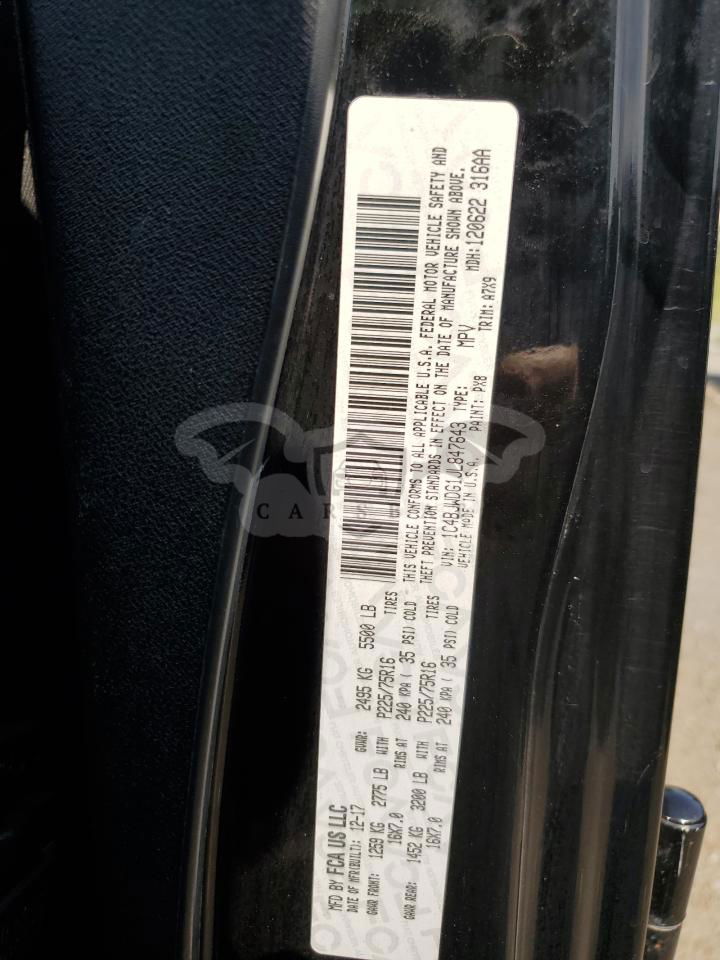 MFD BY FCA US LLC
DATE OF MFR(BUILT): 12-17 GVWR: 2495 KG 5500 LB
GAWR FRONT: 1259 KG 2775 LB WITH P225/75R16 TIRES
16X7.0 RIMS AT 240 KPA ( 35 PSI) COLD
GAWR REAR: 1452 KG 3200 LB WITH P225/75R16 TIRES
16X7.0 RIMS AT 240 KPA ( 35 PSI) COLD
THIS VEHICLE CONFORMS TO ALL APPLICABLE U.S.A. FEDERAL MOTOR VEHICLE SAFETY AND
THEFT PREVENTION STANDARDS IN EFFECT ON THE DATE OF MANUFACTURE SHOWN ABOVE.
VIN: 1C4BJWDG1JL847643 TYPE: MPV MDH: 120622 316AA
VEHICLE MADE IN U.S.A. PAINT: PX8 TRIM: A7X9